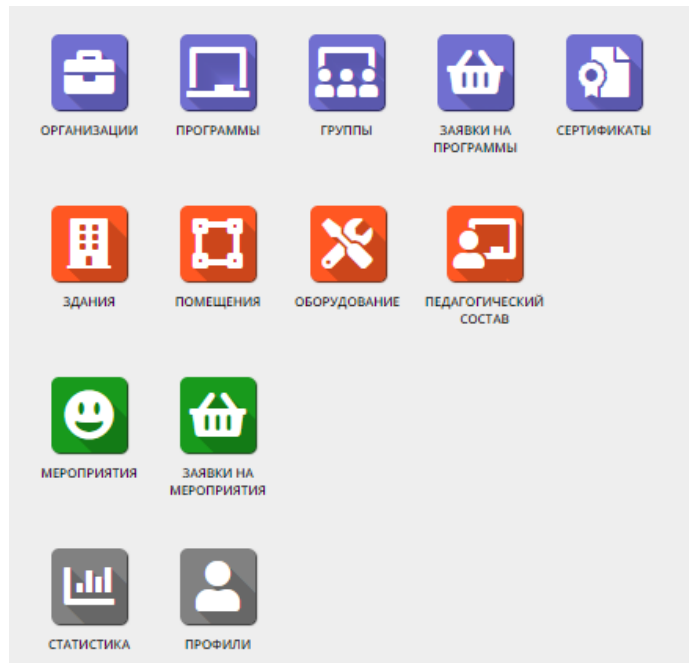 ОРГАНИЗАЦИИ
ПРОГРАММЫ
ГРУППЫ
ЗАЯВКИ НА
ПРОГРАММЫ
СЕРТИФИКАТЫ
ЗДАНИЯ
ПОМЕЩЕНИЯ
ОБОРУДОВАНИЕ
ПЕДАГОГИЧЕСКИЙ
СОСТАВ
МЕРОПРИЯТИЯ
ЗАЯВКИ НА
МЕРОПРИЯТИЯ
СТАТИСТИКА
ПРОФИЛИ